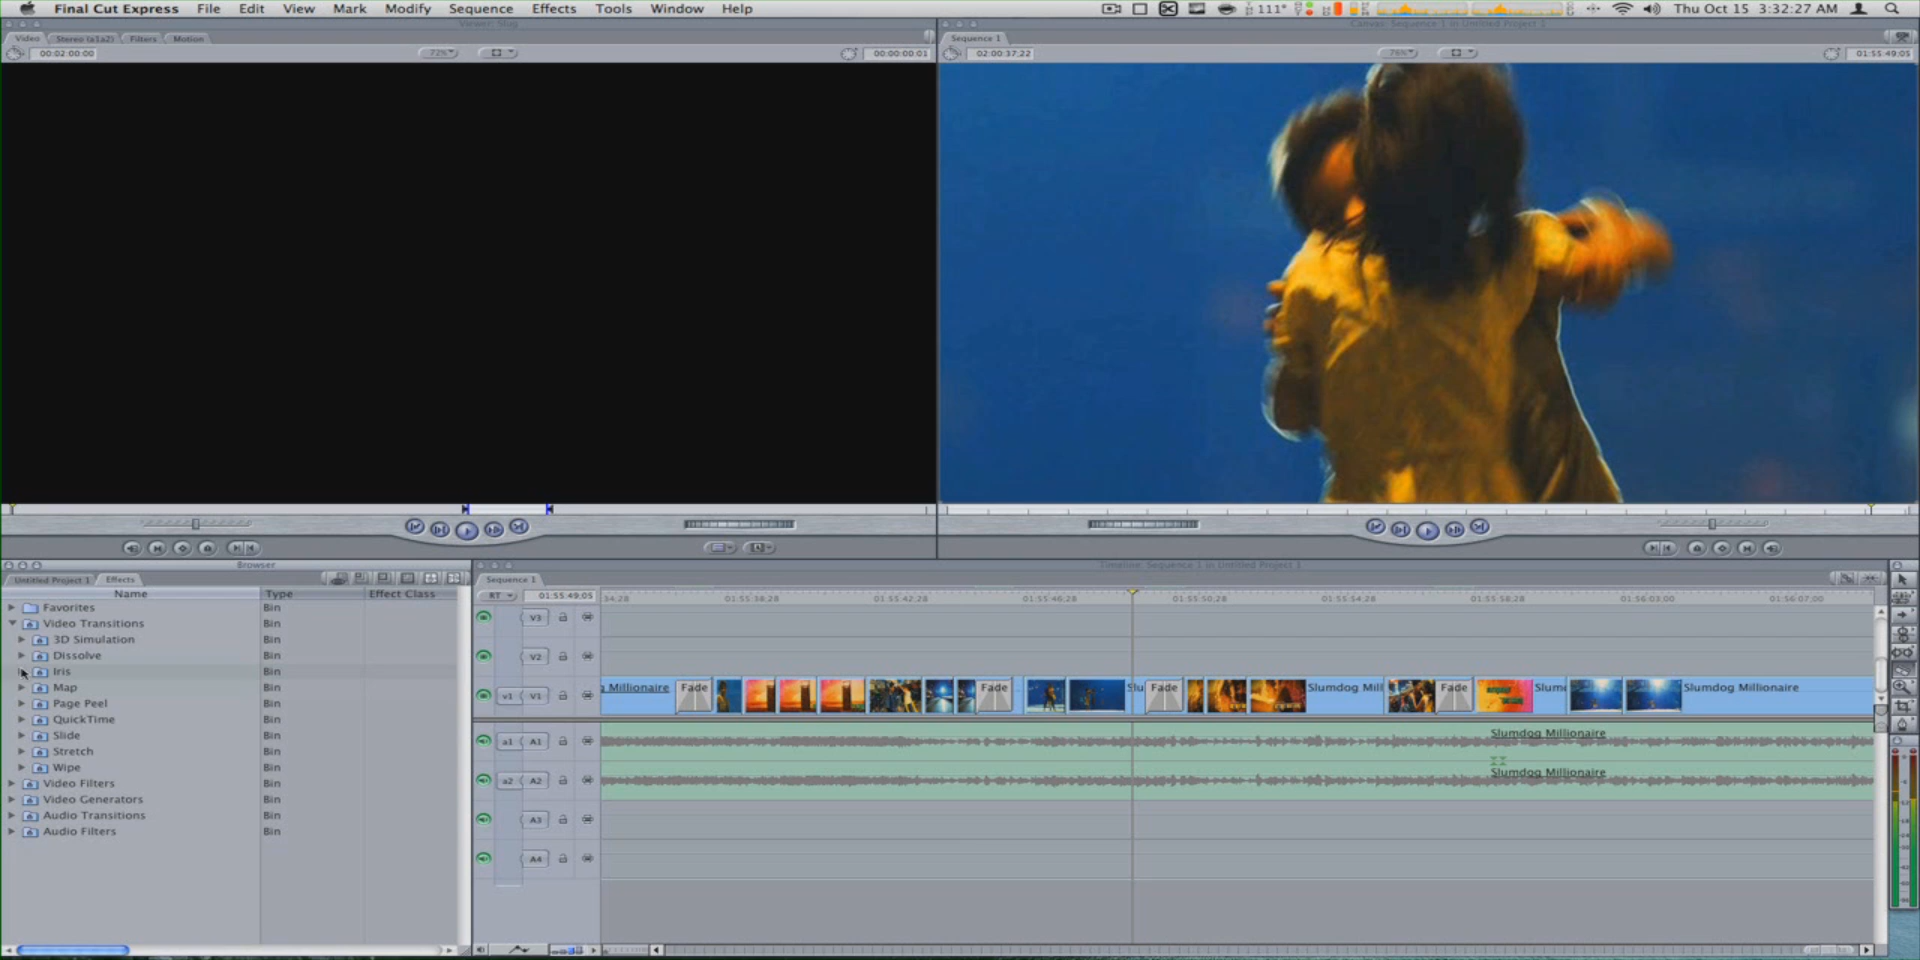 Final Cut Express File Edit View Mark Modify Sequence Effects Tools Window Help 111° Thu Oct 15 3:32:27 AM
Viewer: Slug
Canvas: Sequence 1 in Untitled Project 1
Video Stereo (a1a2) Filters Motion
Sequence 1
00:02:00:00 72% 00:00:00:01
02:00:37:22 76% 01:55:49:05
Browser
Timeline: Sequence 1 in Untitled Project 1
Untitled Project 1 Effects
Sequence 1
Name Type Effect Class
RT 01:55:49:05 54:28 01:55:38:28 01:55:42:28 01:55:46:28 01:55:50:28 01:55:54:28 01:55:58:28 01:56:03:00 01:56:07:00
Favorites Bin
Video Transitions Bin
3D Simulation Bin
Dissolve Bin
Iris Bin
Map Bin
Page Peel Bin
QuickTime Bin
Slide Bin
Stretch Bin
Wipe Bin
Video Filters Bin
Video Generators Bin
Audio Transitions Bin
Audio Filters Bin
V3
V2
v1 V1 g Millionaire Fade Fade Slu Fade Slumdog Mill Fade Slum Slumdog Millionaire
a1 A1 Slumdog Millionaire
a2 A2 Slumdog Millionaire
A3
A4